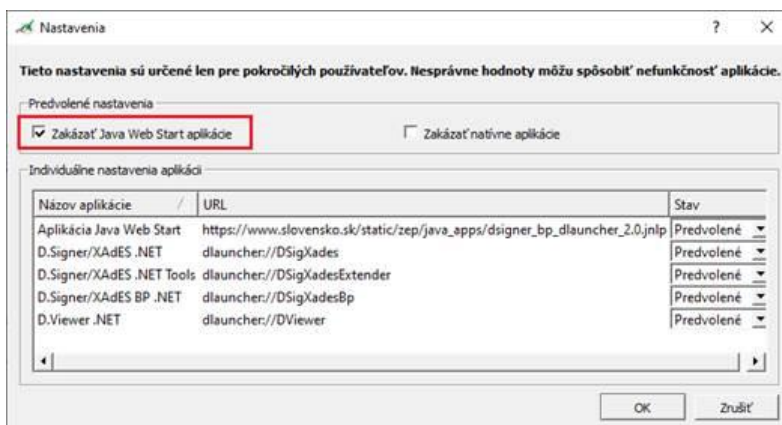 Nastavenia
Tieto nastavenia sú určené len pre pokročilých používateľov. Nesprávne hodnoty môžu spôsobiť nefunkčnosť aplikácie.
Predvolené nastavenia
Zakázať Java Web Start aplikácie Zakázať natívne aplikácie
Individuálne nastavenia aplikácii
Názov aplikácie URL Stav
Aplikácia Java Web Start https://www.slovensko.sk/static/zep/java_apps/dsigner_bp_dlauncher_2.0.jnlp Predvolené
D.Signer/XAdES .NET dlauncher://DSigXades Predvolené
D.Signer/XAdES .NET Tools dlauncher://DSigXadesExtender Predvolené
D.Signer/XAdES BP .NET dlauncher://DSigXadesBp Predvolené
D.Viewer .NET dlauncher://DViewer Predvolené
OK Zrušiť